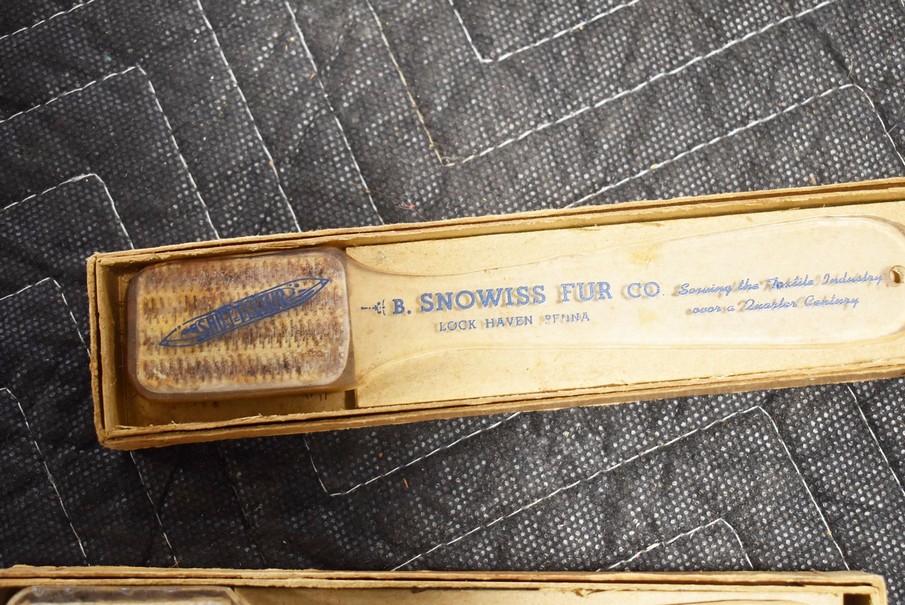 B. SNOWISS FUR CO.
LOCK HAVEN PENNA
Serving the Textile Industry
over a Quarter Century